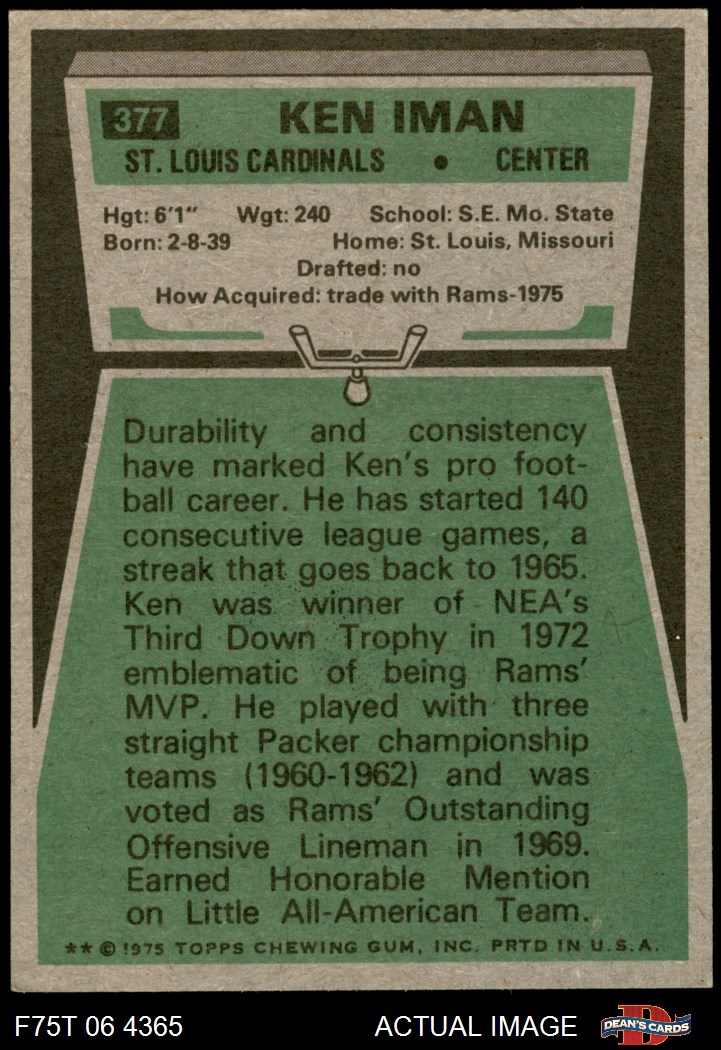 377 KEN IMAN
ST. LOUIS CARDINALS • CENTER
Hgt: 6'1" Wgt: 240 School: S.E. Mo. State
Born: 2-8-39 Home: St. Louis, Missouri
Drafted: no
How Acquired: trade with Rams-1975
Durability and consistency
have marked Ken's pro foot-
ball career. He has started 140
consecutive league games, a
streak that goes back to 1965.
Ken was winner of NEA's
Third Down Trophy in 1972
emblematic of being Rams'
MVP. He played with three
straight Packer championship
teams (1960-1962) and was
voted as Rams' Outstanding
Offensive Lineman in 1969.
Earned Honorable Mention
on Little All-American Team.
** © 1975 TOPPS CHEWING GUM, INC. PRTD IN U.S.A.
F75T 06 4365 ACTUAL IMAGE D DEAN'S CARDS